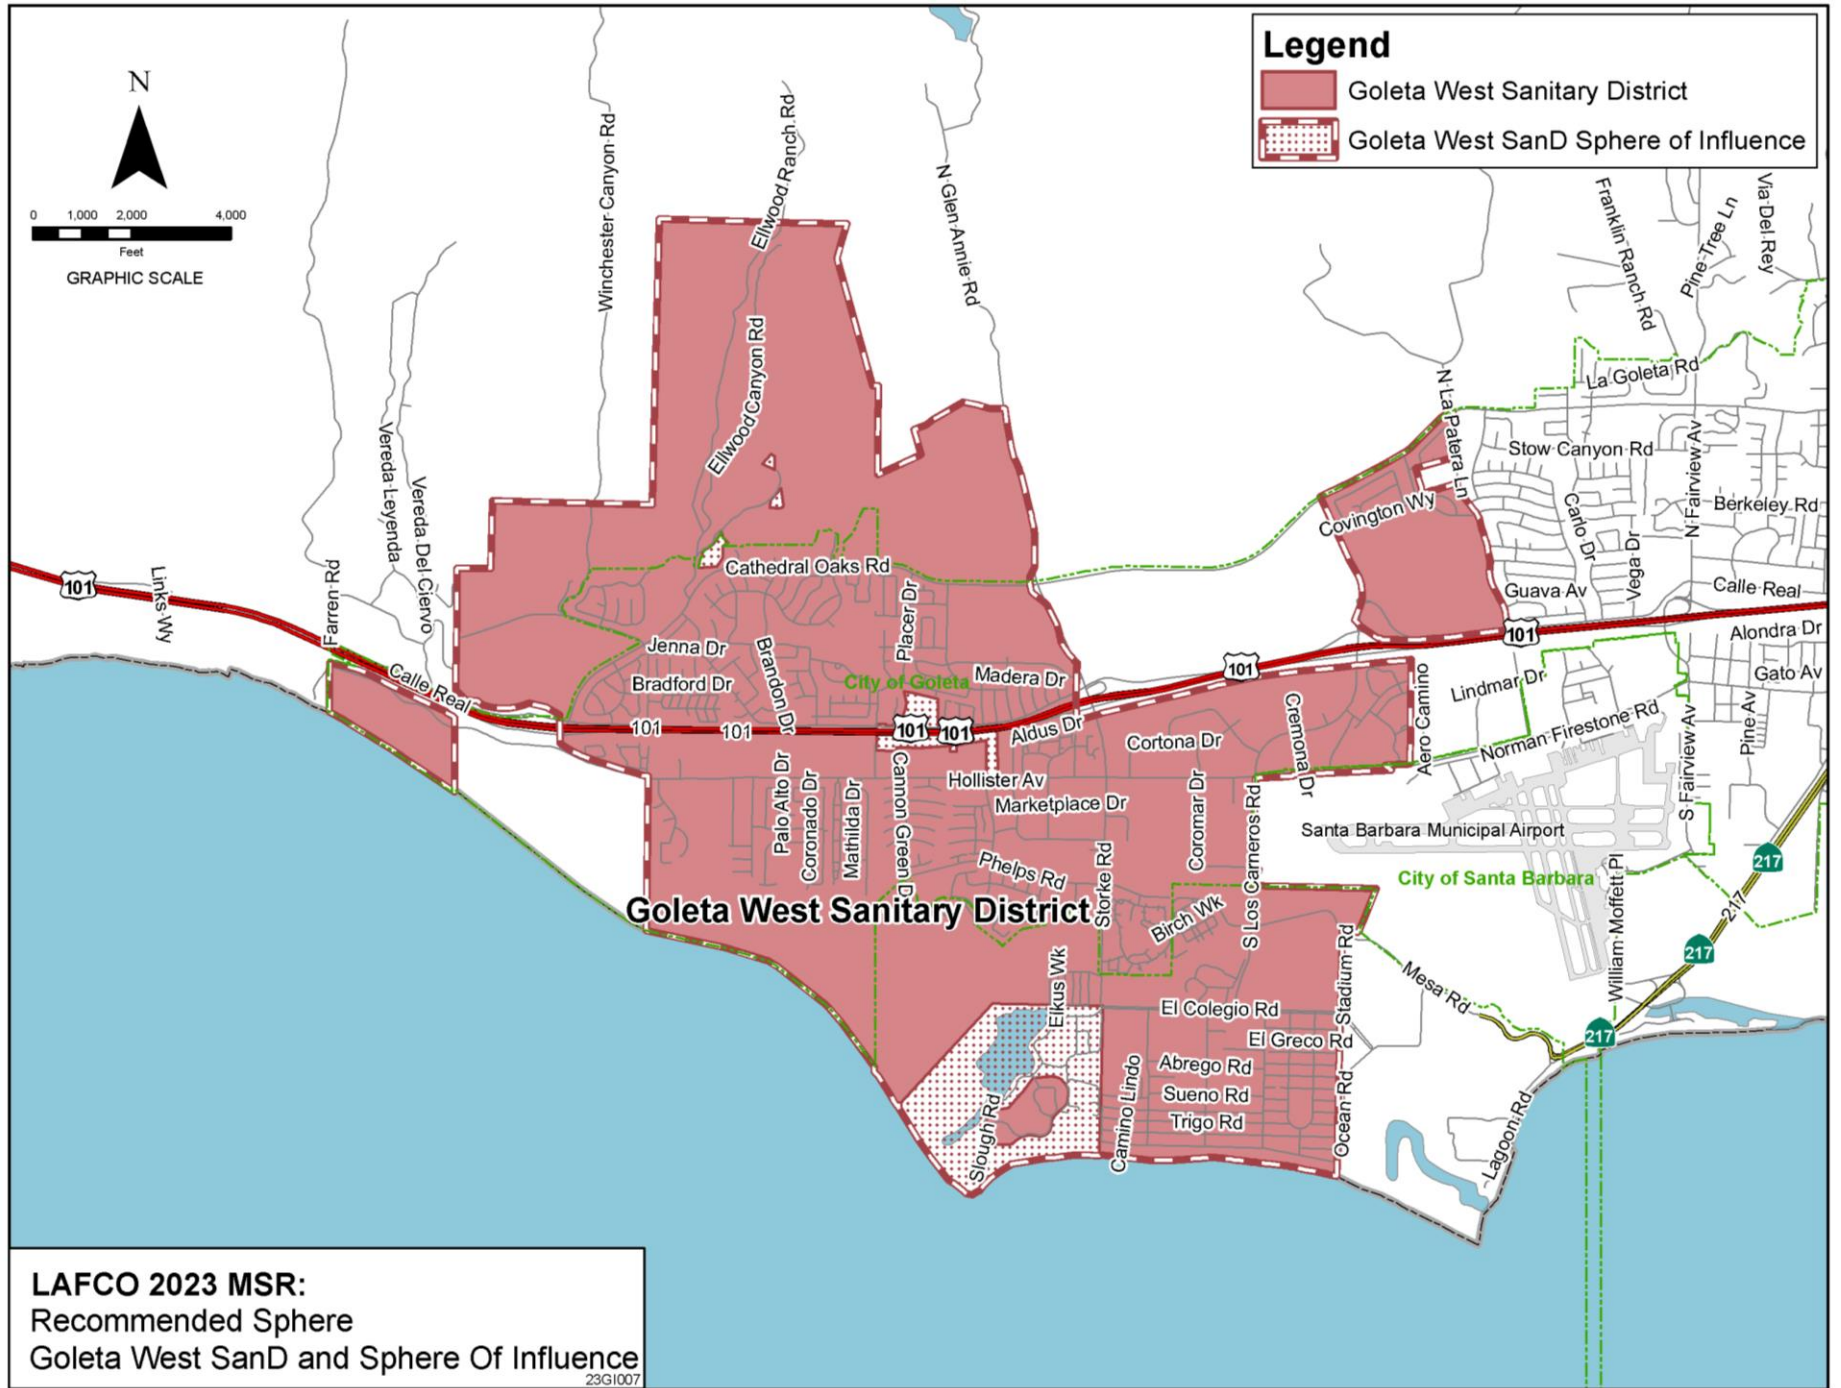 Legend
Goleta West Sanitary District
Goleta West SanD Sphere of Influence
N
0 1,000 2,000 4,000
Feet
GRAPHIC SCALE
Winchester Canyon Rd
Ellwood Ranch Rd
N Glen Annie Rd
Franklin Ranch Rd
Pine Tree Ln
Via Del Rey
Ellwood Canyon Rd
La Goleta Rd
N La Patera Ln
Stow Canyon Rd
N Fairview Av
Berkeley Rd
Covington Wy
Carlo Dr
Vega Dr
Vereda Leyenda
Vereda Del Ciervo
Cathedral Oaks Rd
101
Links Wy
Farren Rd
Placer Dr
Guava Av
Calle Real
101
Alondra Dr
Jenna Dr
Brandon Dr
Bradford Dr
City of Goleta
Madera Dr
101
Gato Av
Lindmar Dr
Calle Real
101
101
101
101
Aldus Dr
Cortona Dr
Cremona Dr
Aero Camino
Norman Firestone Rd
S Fairview Av
Pine Av
Palo Alto Dr
Coronado Dr
Mathilda Dr
Cannon Green Dr
Hollister Av
Marketplace Dr
Coromar Dr
S Los Carneros Rd
Santa Barbara Municipal Airport
217
Phelps Rd
Storke Rd
City of Santa Barbara
William Moffett Pl
217
Goleta West Sanitary District
Birch Wk
Stadium Rd
217
Mesa Rd
Eikus Wk
El Colegio Rd
El Greco Rd
217
Abrego Rd
Sueno Rd
Trigo Rd
Camino Lindo
Ocean Rd
Slough Rd
Lagoon Rd
LAFCO 2023 MSR:
Recommended Sphere
Goleta West SanD and Sphere Of Influence
23GI007